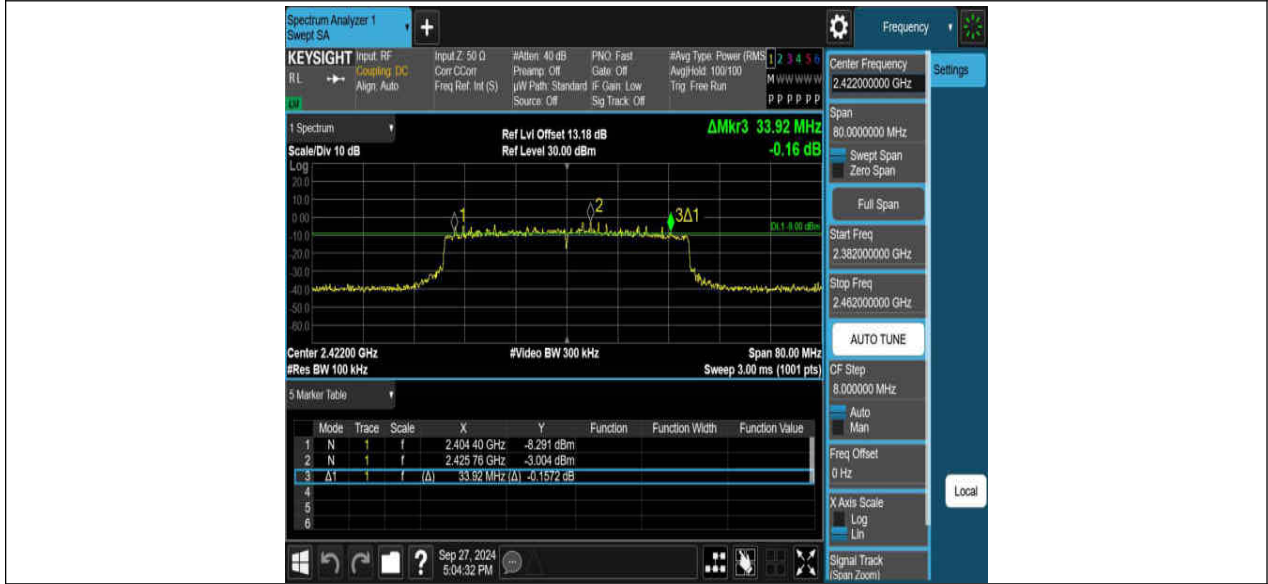 Spectrum Analyzer 1
Swept SA
+
Frequency
KEYSIGHT
RL
LW
Input: RF
Coupling: DC
Align: Auto
Input Z: 50 Ω
Corr CCorr
Freq Ref: Int (S)
#Atten: 40 dB
Preamp: Off
µW Path: Standard
Source: Off
PNO: Fast
Gate: Off
IF Gain: Low
Sig Track: Off
#Avg Type: Power (RMS
Avg|Hold: 100/100
Trig: Free Run
1 2 3 4 5 6
M W W W W W
P P P P P P
1 Spectrum
Scale/Div 10 dB
Ref Lvl Offset 13.18 dB
Ref Level 30.00 dBm
ΔMkr3 33.92 MHz
-0.16 dB
Log
20.0
10.0
0.00
-10.0
-20.0
-30.0
-40.0
-50.0
-60.0
1
2
3Δ1
DL1 -9.00 dBm
Center 2.42200 GHz
#Video BW 300 kHz
Span 80.00 MHz
#Res BW 100 kHz
Sweep 3.00 ms (1001 pts)
5 Marker Table
Mode Trace Scale X Y Function Function Width Function Value
1 N 1 f 2.404 40 GHz -8.291 dBm
2 N 1 f 2.425 76 GHz -3.004 dBm
3 Δ1 1 f (Δ) 33.92 MHz (Δ) -0.1572 dB
4
5
6
Sep 27, 2024
5:04:32 PM
Center Frequency
2.422000000 GHz
Span
80.0000000 MHz
Swept Span
Zero Span
Full Span
Start Freq
2.382000000 GHz
Stop Freq
2.462000000 GHz
AUTO TUNE
CF Step
8.000000 MHz
Auto
Man
Freq Offset
0 Hz
X Axis Scale
Log
Lin
Signal Track
(Span Zoom)
Settings
Local